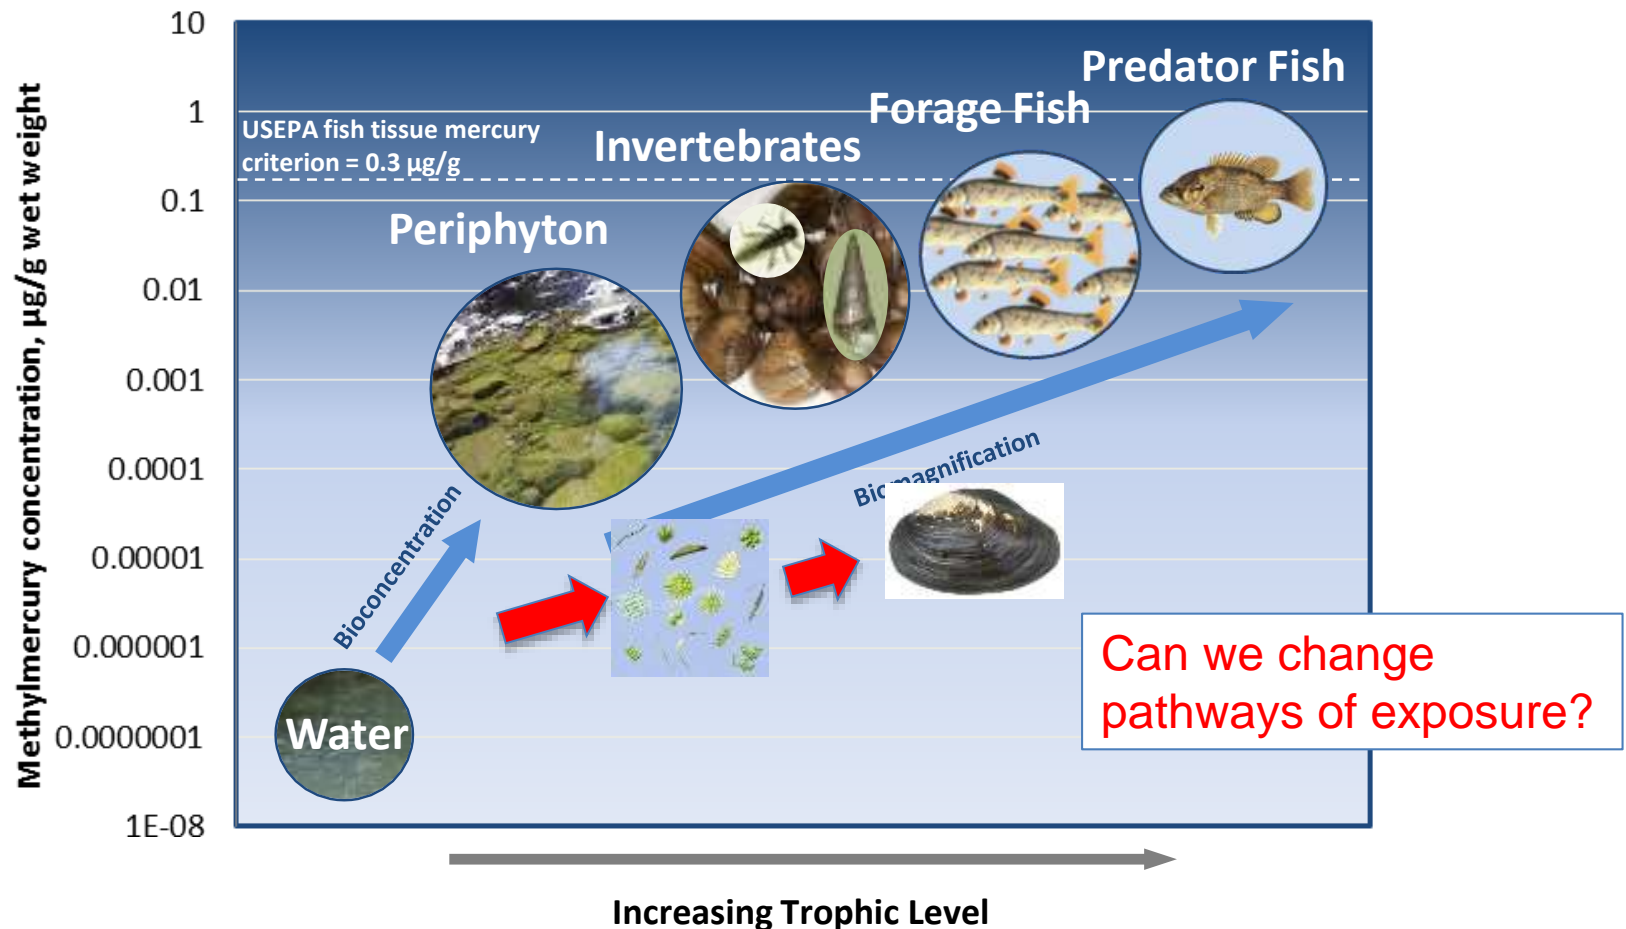 Methylmercury concentration, µg/g wet weight
10
1
0.1
0.01
0.001
0.0001
0.00001
0.000001
0.0000001
1E-08
USEPA fish tissue mercury
criterion = 0.3 µg/g
Predator Fish
Forage Fish
Invertebrates
Periphyton
Water
Bioconcentration
Biomagnification
Can we change
pathways of exposure?
Increasing Trophic Level